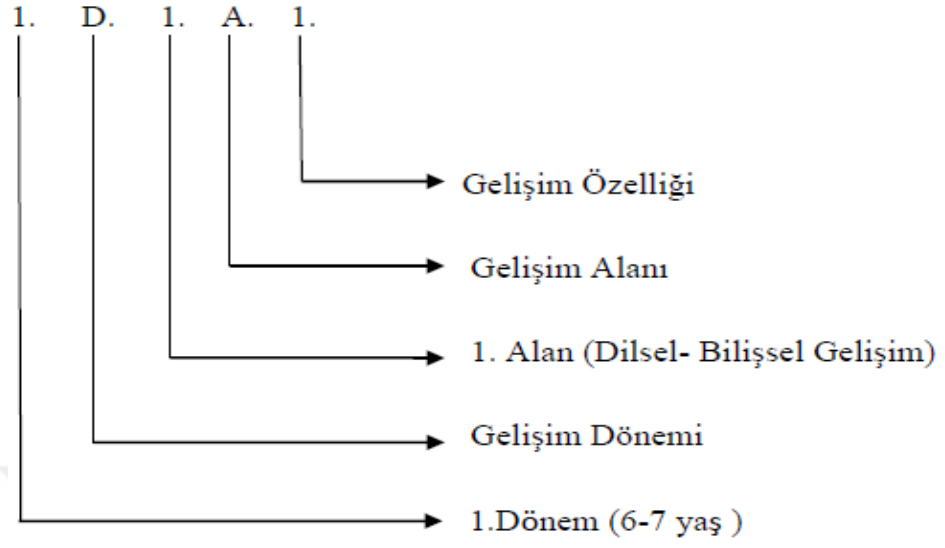 1. D. 1. A. 1.
Gelişim Özelliği
Gelişim Alanı
1. Alan (Dilsel- Bilişsel Gelişim)
Gelişim Dönemi
1.Dönem (6-7 yaş )